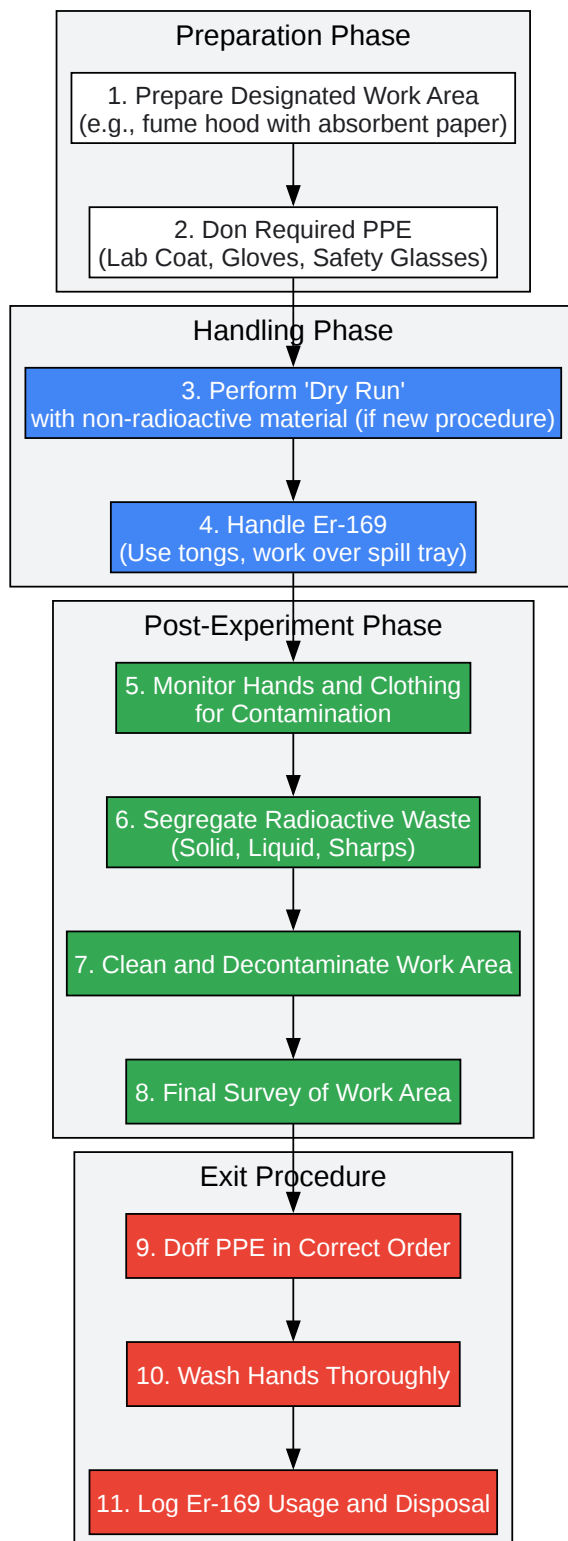 Preparation Phase
1. Prepare Designated Work Area
(e.g., fume hood with absorbent paper)
2. Don Required PPE
(Lab Coat, Gloves, Safety Glasses)
Handling Phase
3. Perform 'Dry Run'
with non-radioactive material (if new procedure)
4. Handle Er-169
(Use tongs, work over spill tray)
Post-Experiment Phase
5. Monitor Hands and Clothing
for Contamination
6. Segregate Radioactive Waste
(Solid, Liquid, Sharps)
7. Clean and Decontaminate Work Area
8. Final Survey of Work Area
Exit Procedure
9. Doff PPE in Correct Order
10. Wash Hands Thoroughly
11. Log Er-169 Usage and Disposal